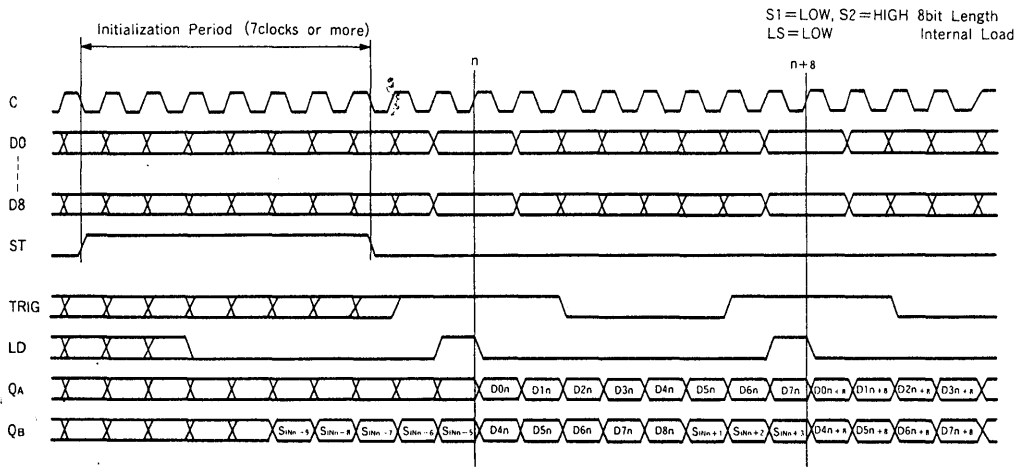 S1=LOW, S2=HIGH 8bit Length
LS=LOW Internal Load
Initialization Period (7clocks or more)
n
n+8
C
D0
D8
ST
TRIG
LD
QA D0n D1n D2n D3n D4n D5n D6n D7n D0n+8 D1n+8 D2n+8 D3n+8
QB SINn-9 SINn-8 SINn-7 SINn-6 SINn-5 D4n D5n D6n D7n D8n SINn+1 SINn+2 SINn+3 D4n+8 D5n+8 D6n+8 D7n+8